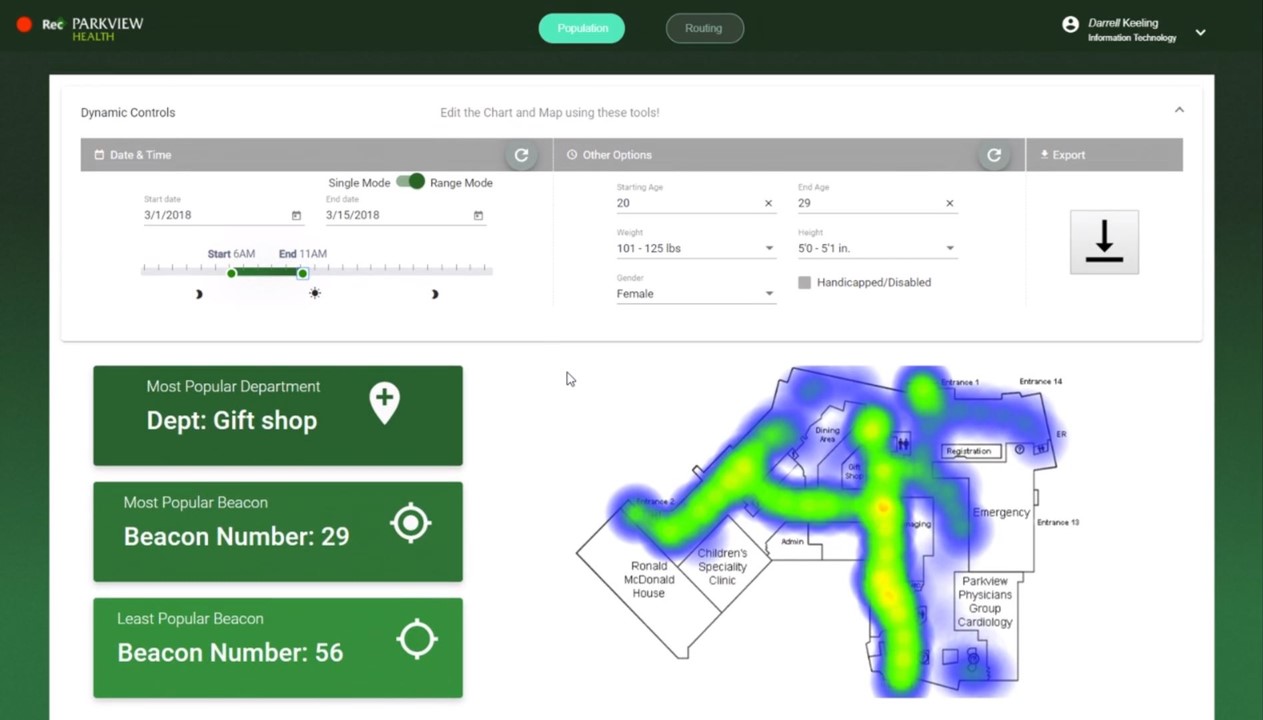 Rec
PARKVIEW
HEALTH
Population
Routing
Darrell Keeling
Information Technology
Dynamic Controls
Edit the Chart and Map using these tools!
Date & Time
Other Options
Export
Single Mode
Range Mode
Start date
3/1/2018
End date
3/15/2018
Start 6AM
End 11AM
Starting Age
20
End Age
29
Weight
101 - 125 lbs
Height
5'0 - 5'1 in.
Gender
Female
Handicapped/Disabled
Most Popular Department
Dept: Gift shop
Most Popular Beacon
Beacon Number: 29
Least Popular Beacon
Beacon Number: 56
Entrance 1
Entrance 14
Dining
Area
ER
Registration
Gift
Shop
Entrance 2
Emergency
Entrance 13
Admin
Children's
Speciality
Clinic
Ronald
McDonald
House
Parkview
Physicians
Group
Cardiology